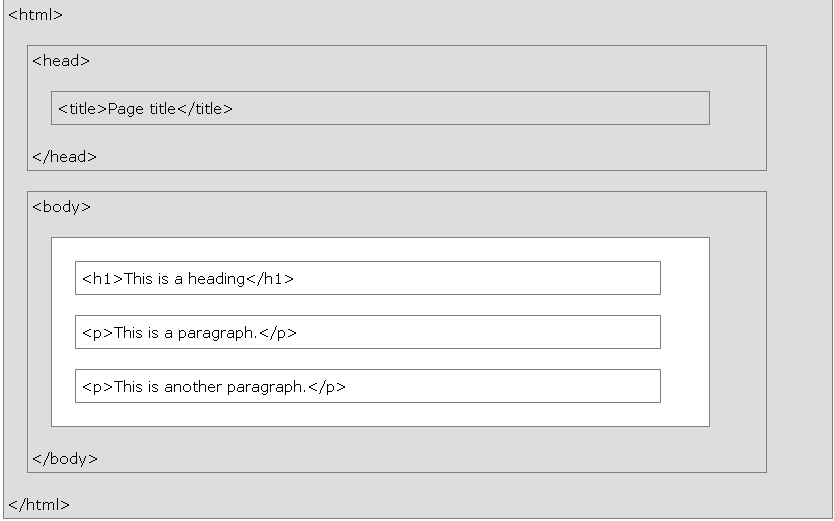 <html>
<head>
<title>Page title</title>
</head>
<body>
<h1>This is a heading</h1>
<p>This is a paragraph.</p>
<p>This is another paragraph.</p>
</body>
</html>